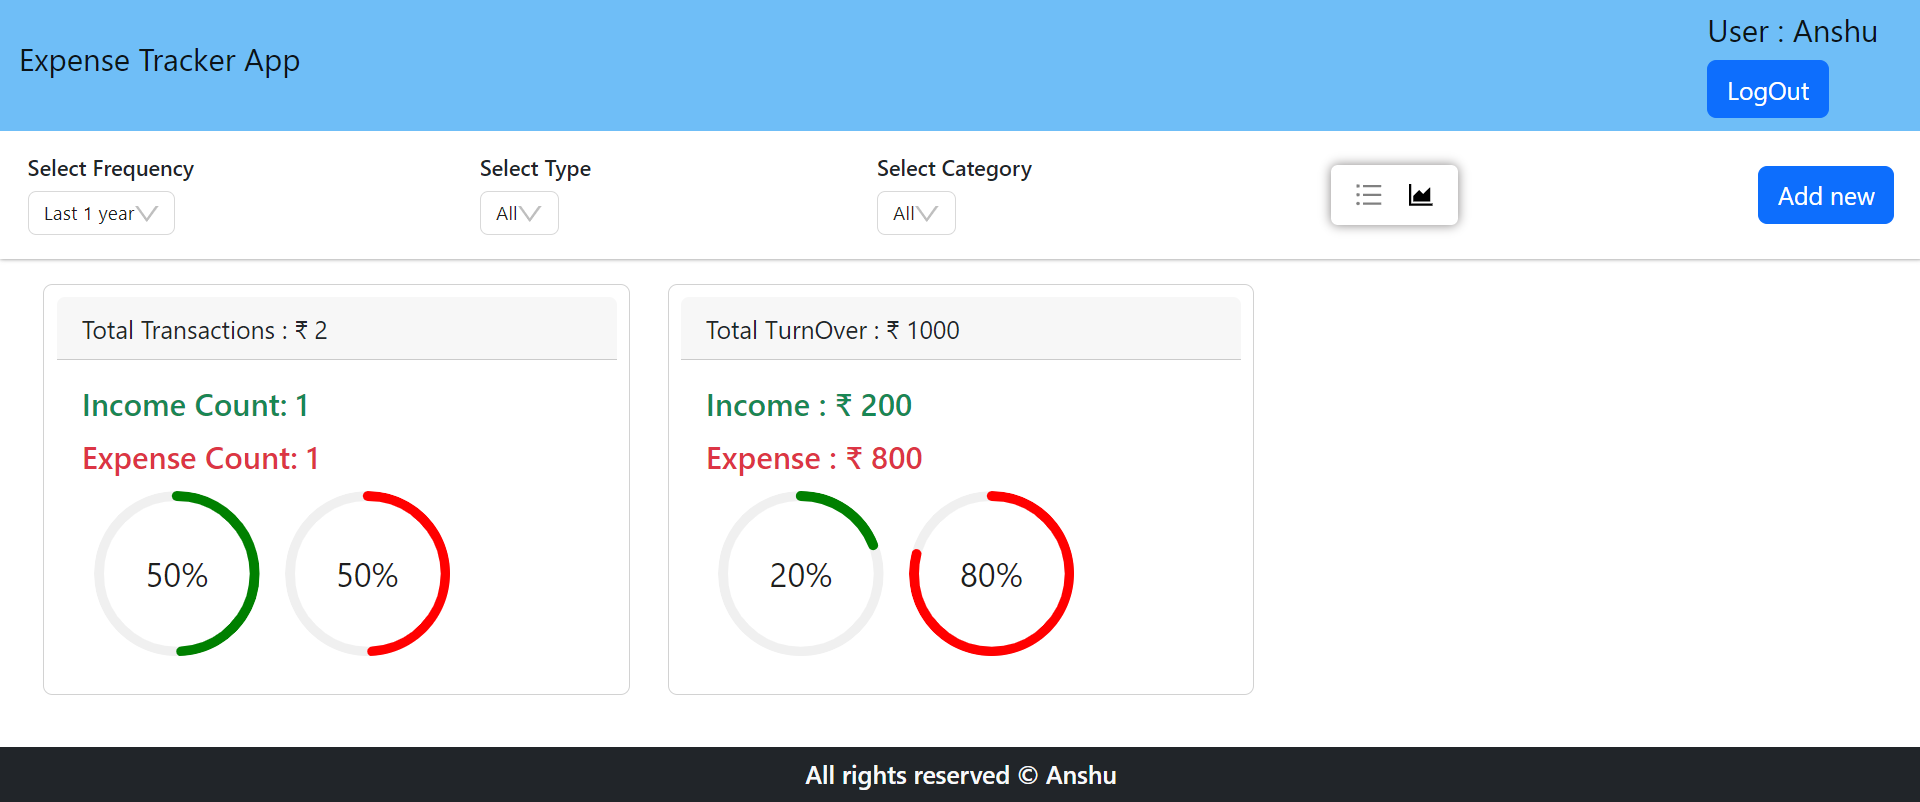 Expense Tracker App
User : Anshu
LogOut
Select Frequency
Last 1 year
Select Type
All
Select Category
All
Add new
Total Transactions : ₹ 2
Income Count: 1
Expense Count: 1
50%
50%
Total TurnOver : ₹ 1000
Income : ₹ 200
Expense : ₹ 800
20%
80%
All rights reserved © Anshu